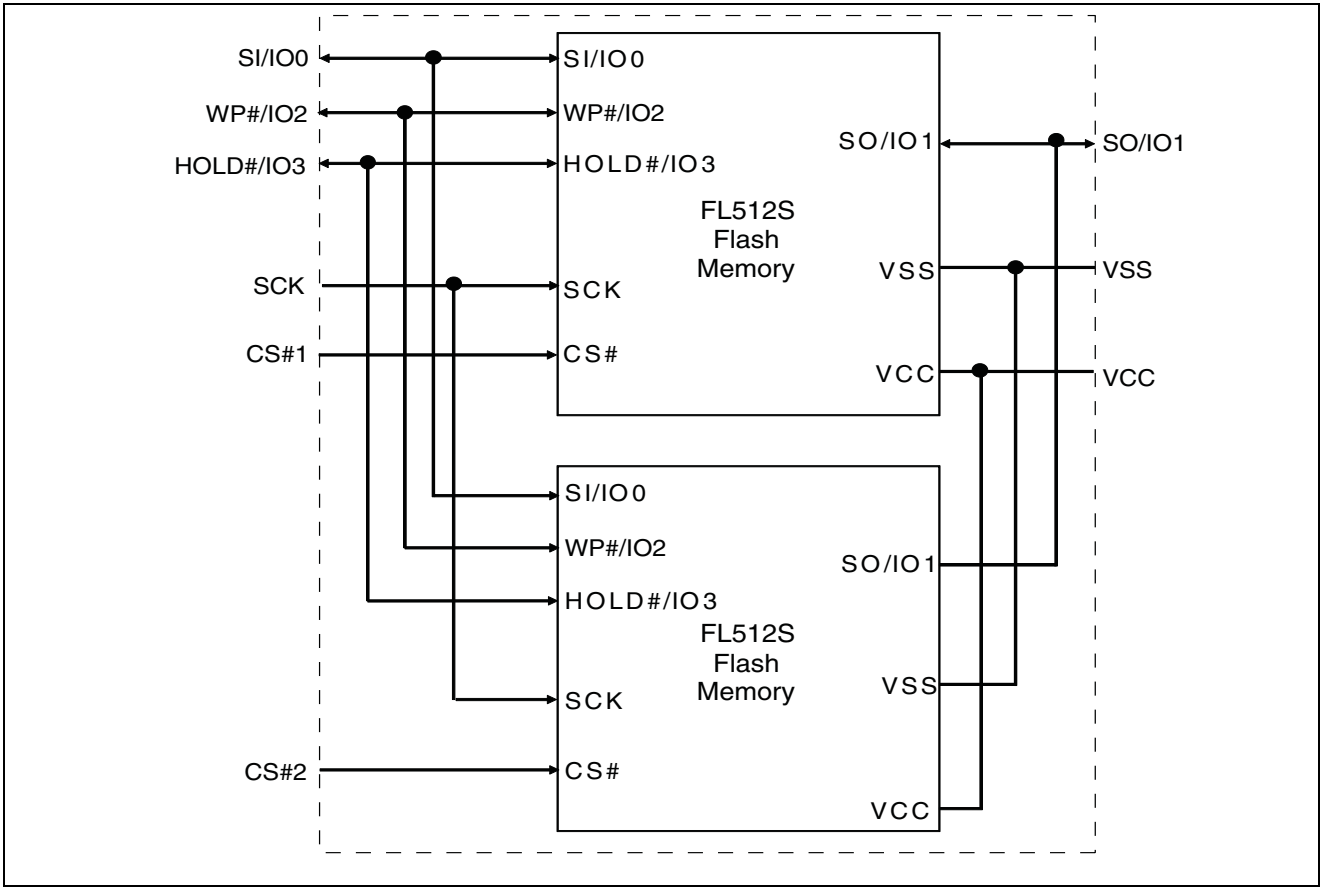 SI/IO0
WP#/IO2
HOLD#/IO3
SCK
CS#1
SI/IO0
WP#/IO2
HOLD#/IO3
SCK
CS#
FL512S
Flash
Memory
SO/IO1
VSS
VCC
SO/IO1
VSS
VCC
SI/IO0
WP#/IO2
HOLD#/IO3
SCK
CS#
FL512S
Flash
Memory
SO/IO1
VSS
VCC
CS#2